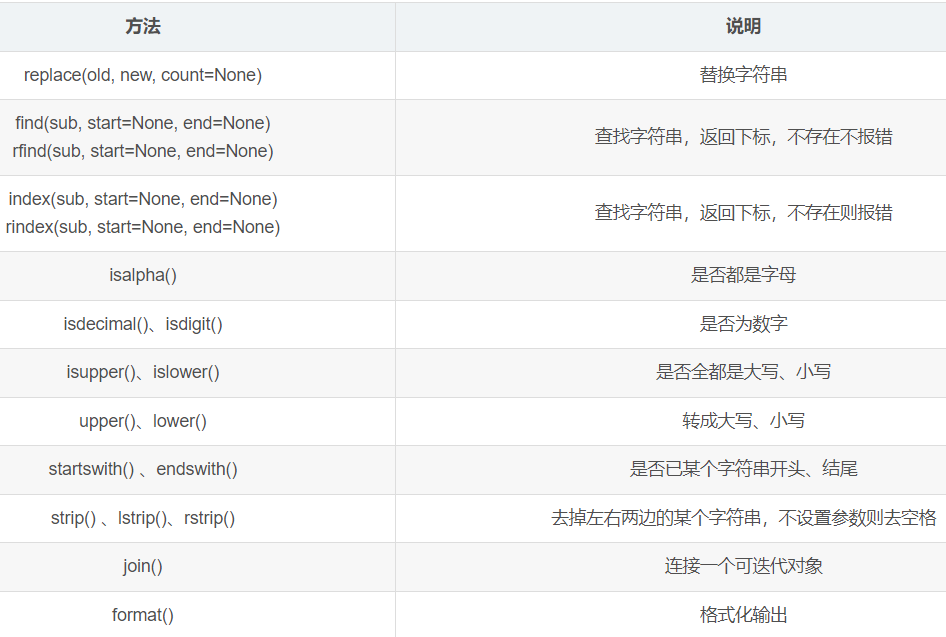 方法 说明
replace(old, new, count=None) 替换字符串
find(sub, start=None, end=None)
rfind(sub, start=None, end=None)
查找字符串，返回下标，不存在不报错
index(sub, start=None, end=None)
rindex(sub, start=None, end=None)
查找字符串，返回下标，不存在则报错
isalpha() 是否都是字母
isdecimal()、isdigit() 是否为数字
isupper()、islower() 是否全都是大写、小写
upper()、lower() 转成大写、小写
startswith() 、endswith() 是否已某个字符串开头、结尾
strip() 、lstrip()、rstrip() 去掉左右两边的某个字符串，不设置参数则去空格
join() 连接一个可迭代对象
format() 格式化输出